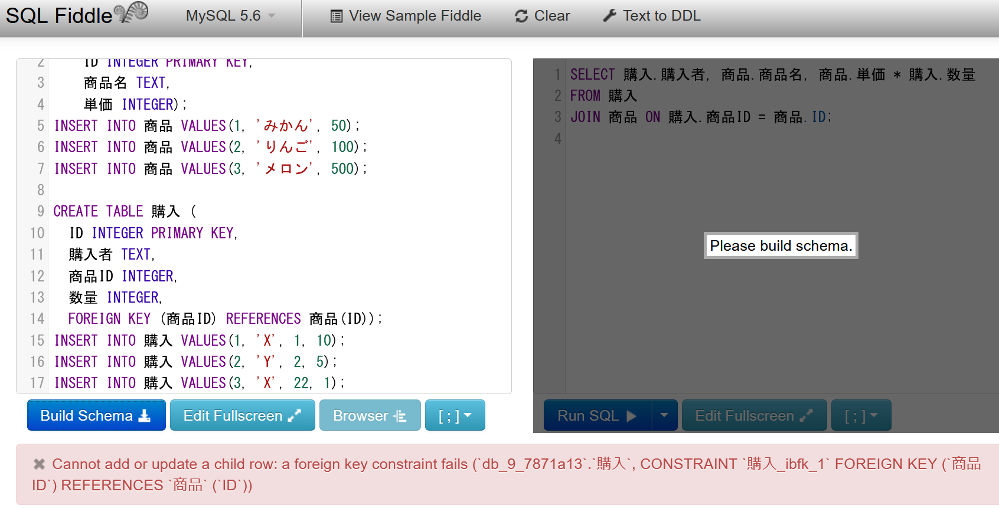 SQL Fiddle
MySQL 5.6
View Sample Fiddle
Clear
Text to DDL
2 ID INTEGER PRIMARY KEY,
3 商品名 TEXT,
4 単価 INTEGER);
5 INSERT INTO 商品 VALUES(1, 'みかん', 50);
6 INSERT INTO 商品 VALUES(2, 'りんご', 100);
7 INSERT INTO 商品 VALUES(3, 'メロン', 500);
8
9 CREATE TABLE 購入 (
10 ID INTEGER PRIMARY KEY,
11 購入者 TEXT,
12 商品ID INTEGER,
13 数量 INTEGER,
14 FOREIGN KEY (商品ID) REFERENCES 商品(ID));
15 INSERT INTO 購入 VALUES(1, 'X', 1, 10);
16 INSERT INTO 購入 VALUES(2, 'Y', 2, 5);
17 INSERT INTO 購入 VALUES(3, 'X', 22, 1);
Build Schema
Edit Fullscreen
Browser
[ ; ]
1 SELECT 購入.購入者, 商品.商品名, 商品.単価 * 購入.数量
2 FROM 購入
3 JOIN 商品 ON 購入.商品ID = 商品.ID;
4
Please build schema.
Run SQL
Edit Fullscreen
[ ; ]
Cannot add or update a child row: a foreign key constraint fails (`db_9_7871a13`.`購入`, CONSTRAINT `購入_ibfk_1` FOREIGN KEY (`商品
ID`) REFERENCES `商品` (`ID`))